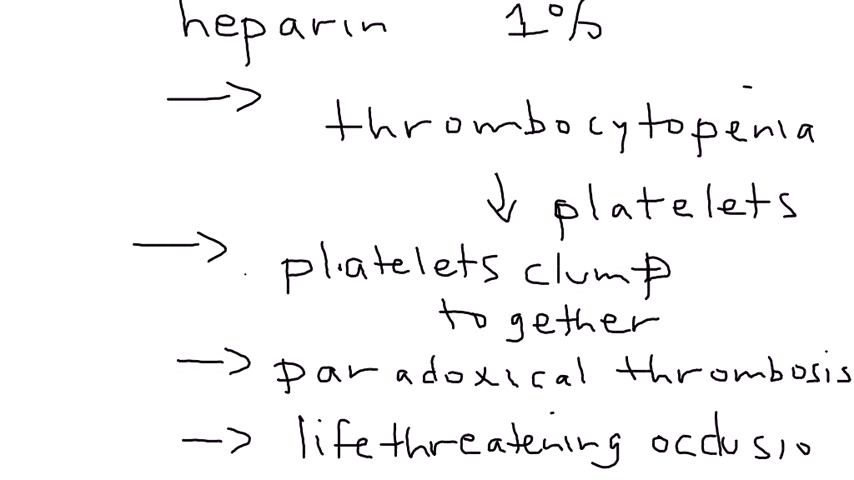 heparin 1%
→ thrombocytopenia
↓ platelets
→ platelets clump
together
→ paradoxical thrombosis
→ lifethreatening occlusio